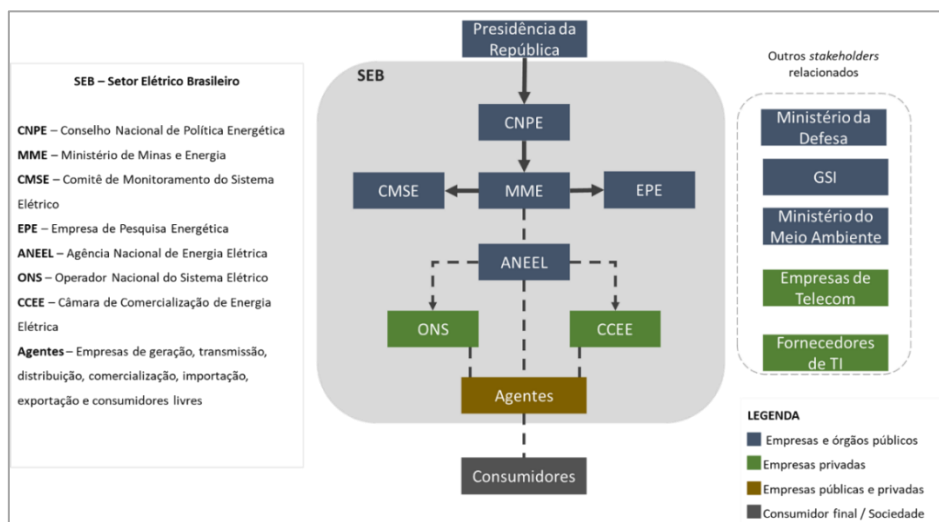 SEB – Setor Elétrico Brasileiro
CNPE – Conselho Nacional de Política Energética
MME – Ministério de Minas e Energia
CMSE – Comitê de Monitoramento do Sistema
Elétrico
EPE – Empresa de Pesquisa Energética
ANEEL – Agência Nacional de Energia Elétrica
ONS – Operador Nacional do Sistema Elétrico
CCEE – Câmara de Comercialização de Energia
Elétrica
Agentes – Empresas de geração, transmissão,
distribuição, comercialização, importação,
exportação e consumidores livres
Presidência da
República
SEB
CNPE
CMSE
MME
EPE
ANEEL
ONS
CCEE
Agentes
Consumidores
Outros stakeholders
relacionados
Ministério da
Defesa
GSI
Ministério do
Meio Ambiente
Empresas de
Telecom
Fornecedores
de TI
LEGENDA
Empresas e órgãos públicos
Empresas privadas
Empresas públicas e privadas
Consumidor final / Sociedade